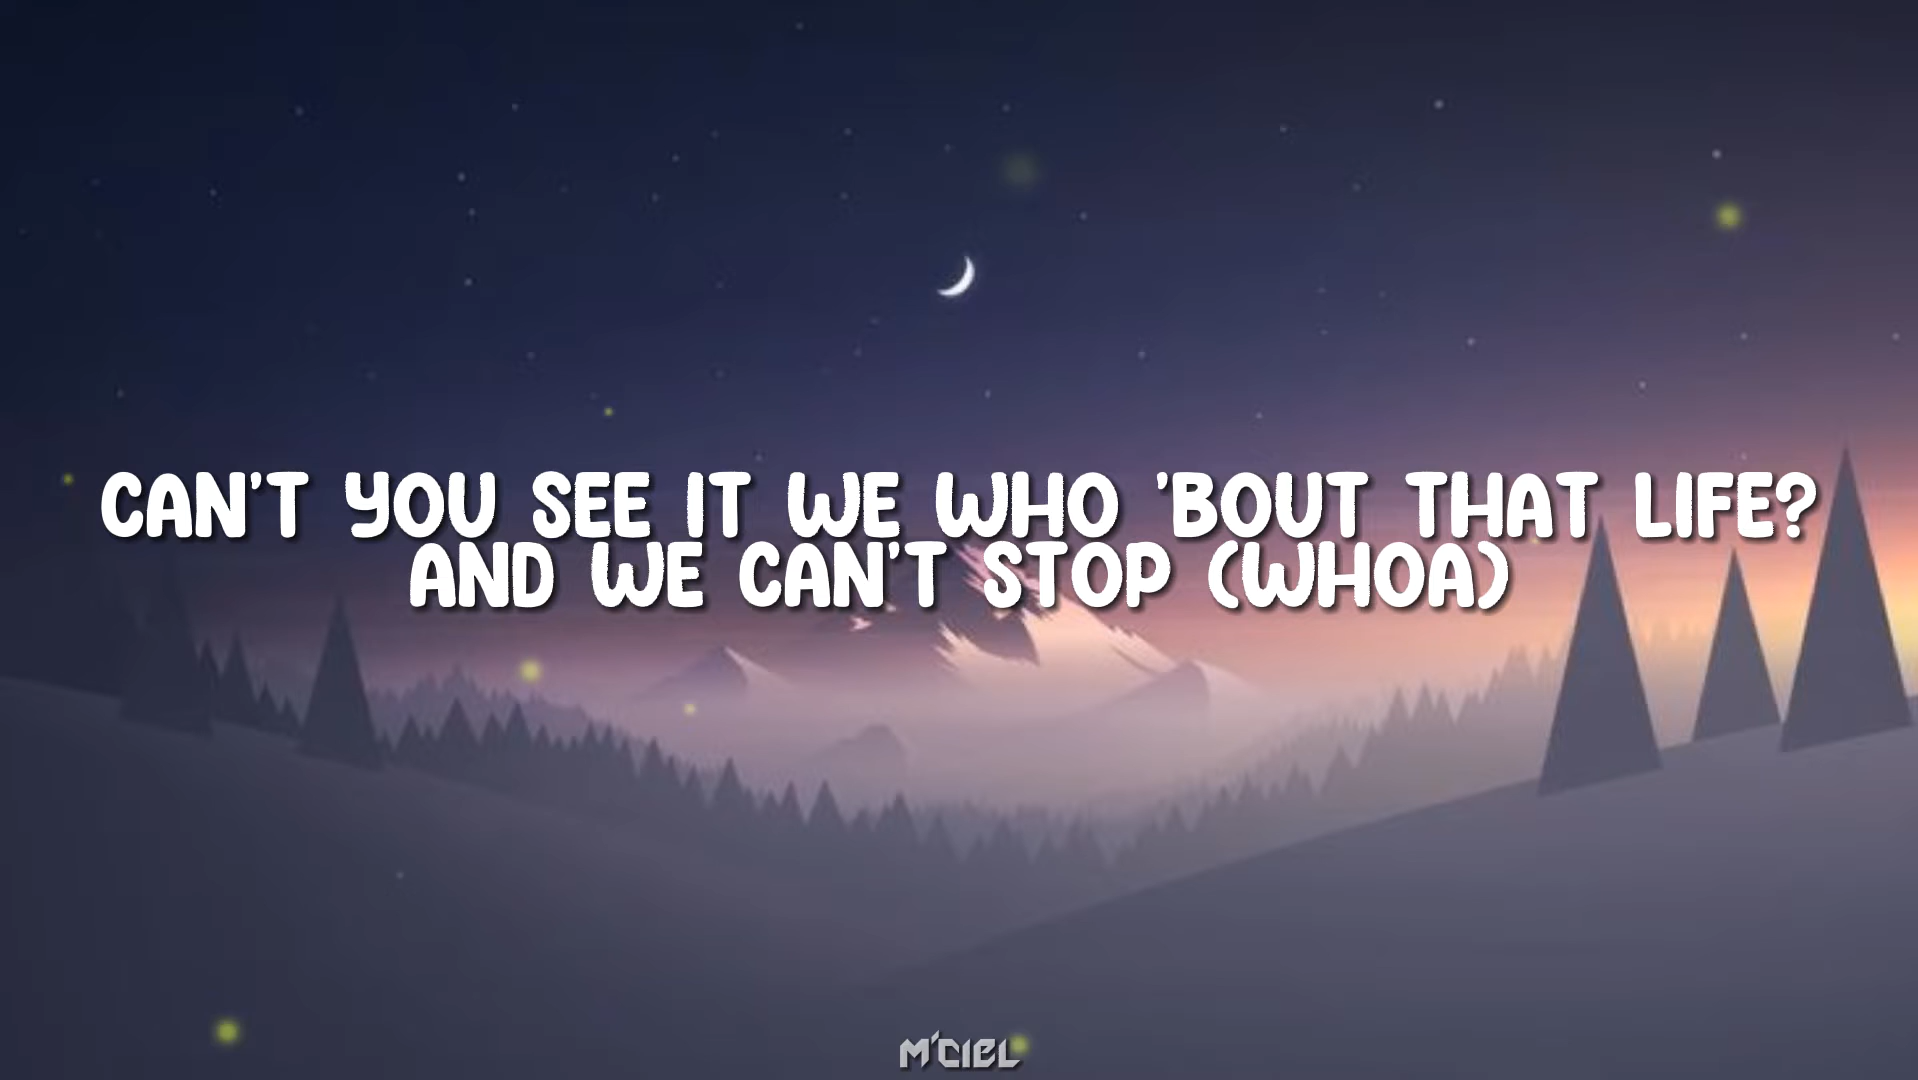 CAN'T YOU SEE IT WE WHO 'BOUT THAT LIFE?
AND WE CAN'T STOP (WHOA)
M'CIEL